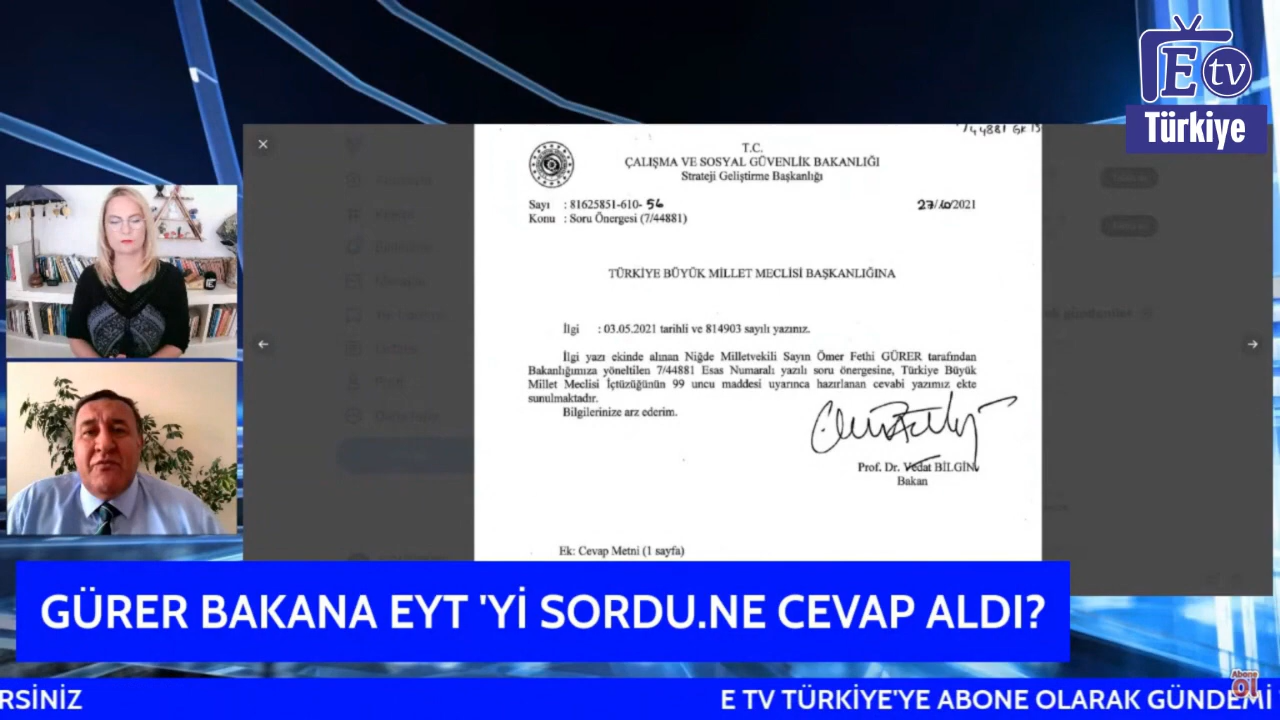 E tv
Türkiye
T.C.
ÇALIŞMA VE SOSYAL GÜVENLİK BAKANLIĞI
Strateji Geliştirme Başkanlığı
Sayı : 81625851-610- 56
27/10/2021
Konu : Soru Önergesi (7/44881)
TÜRKİYE BÜYÜK MİLLET MECLİSİ BAŞKANLIĞINA
İlgi : 03.05.2021 tarihli ve 814903 sayılı yazınız.
İlgi yazı ekinde alınan Niğde Milletvekili Sayın Ömer Fethi GÜRER tarafından
Bakanlığımıza yöneltilen 7/44881 Esas Numaralı yazılı soru önergesine, Türkiye Büyük
Millet Meclisi İçtüzüğünün 99 uncu maddesi uyarınca hazırlanan cevabi yazımız ekte
sunulmaktadır.
Bilgilerinize arz ederim.
Prof. Dr. Vedat BİLGİN
Bakan
Ek: Cevap Metni (1 sayfa)
GÜRER BAKANA EYT 'Yİ SORDU.NE CEVAP ALDI?
RSİNİZ
E TV TÜRKİYE'YE ABONE OLARAK GÜNDEMİ
Abone
ol